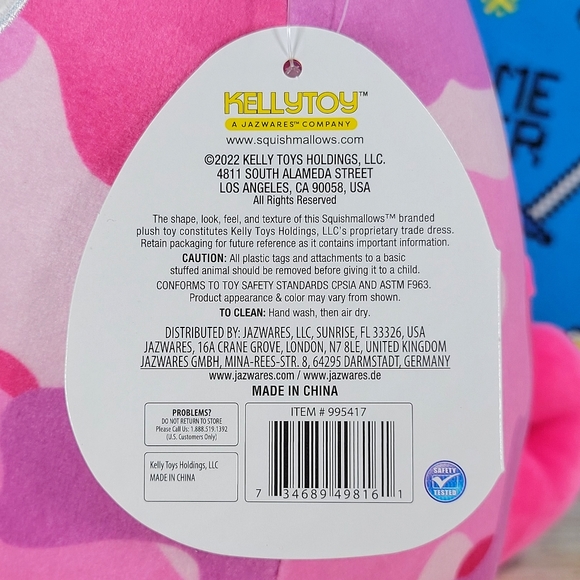 KELLYTOY™
A JAZWARES™ COMPANY
www.squishmallows.com
©2022 KELLY TOYS HOLDINGS, LLC.
4811 SOUTH ALAMEDA STREET
LOS ANGELES, CA 90058, USA
All Rights Reserved
The shape, look, feel, and texture of this Squishmallows™ branded
plush toy constitutes Kelly Toys Holdings, LLC's proprietary trade dress.
Retain packaging for future reference as it contains important information.
CAUTION: All plastic tags and attachments to a basic
stuffed animal should be removed before giving it to a child.
CONFORMS TO TOY SAFETY STANDARDS CPSIA AND ASTM F963.
Product appearance & color may vary from shown.
TO CLEAN: Hand wash, then air dry.
DISTRIBUTED BY: JAZWARES, LLC, SUNRISE, FL 33326, USA
JAZWARES, 16A CRANE GROVE, LONDON, N7 8LE, UNITED KINGDOM
JAZWARES GMBH, MINA-REES-STR. 8, 64295 DARMSTADT, GERMANY
www.jazwares.com / www.jazwares.de
MADE IN CHINA
PROBLEMS?
DO NOT RETURN TO STORE
Please Call Us: 1.888.519.1392
(U.S. Customers Only)
Kelly Toys Holdings, LLC
MADE IN CHINA
ITEM # 995417
7 34689 49816 1
SAFETY
TESTED